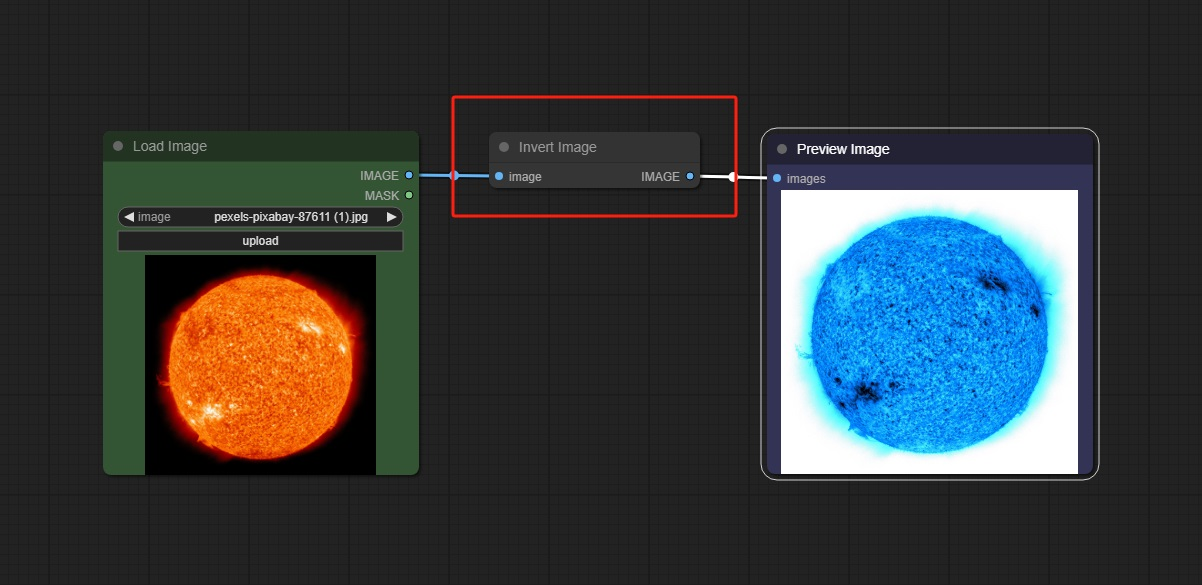 Load Image
IMAGE
MASK
image pexels-pixabay-87611 (1).jpg
upload
Invert Image
image IMAGE
Preview Image
images